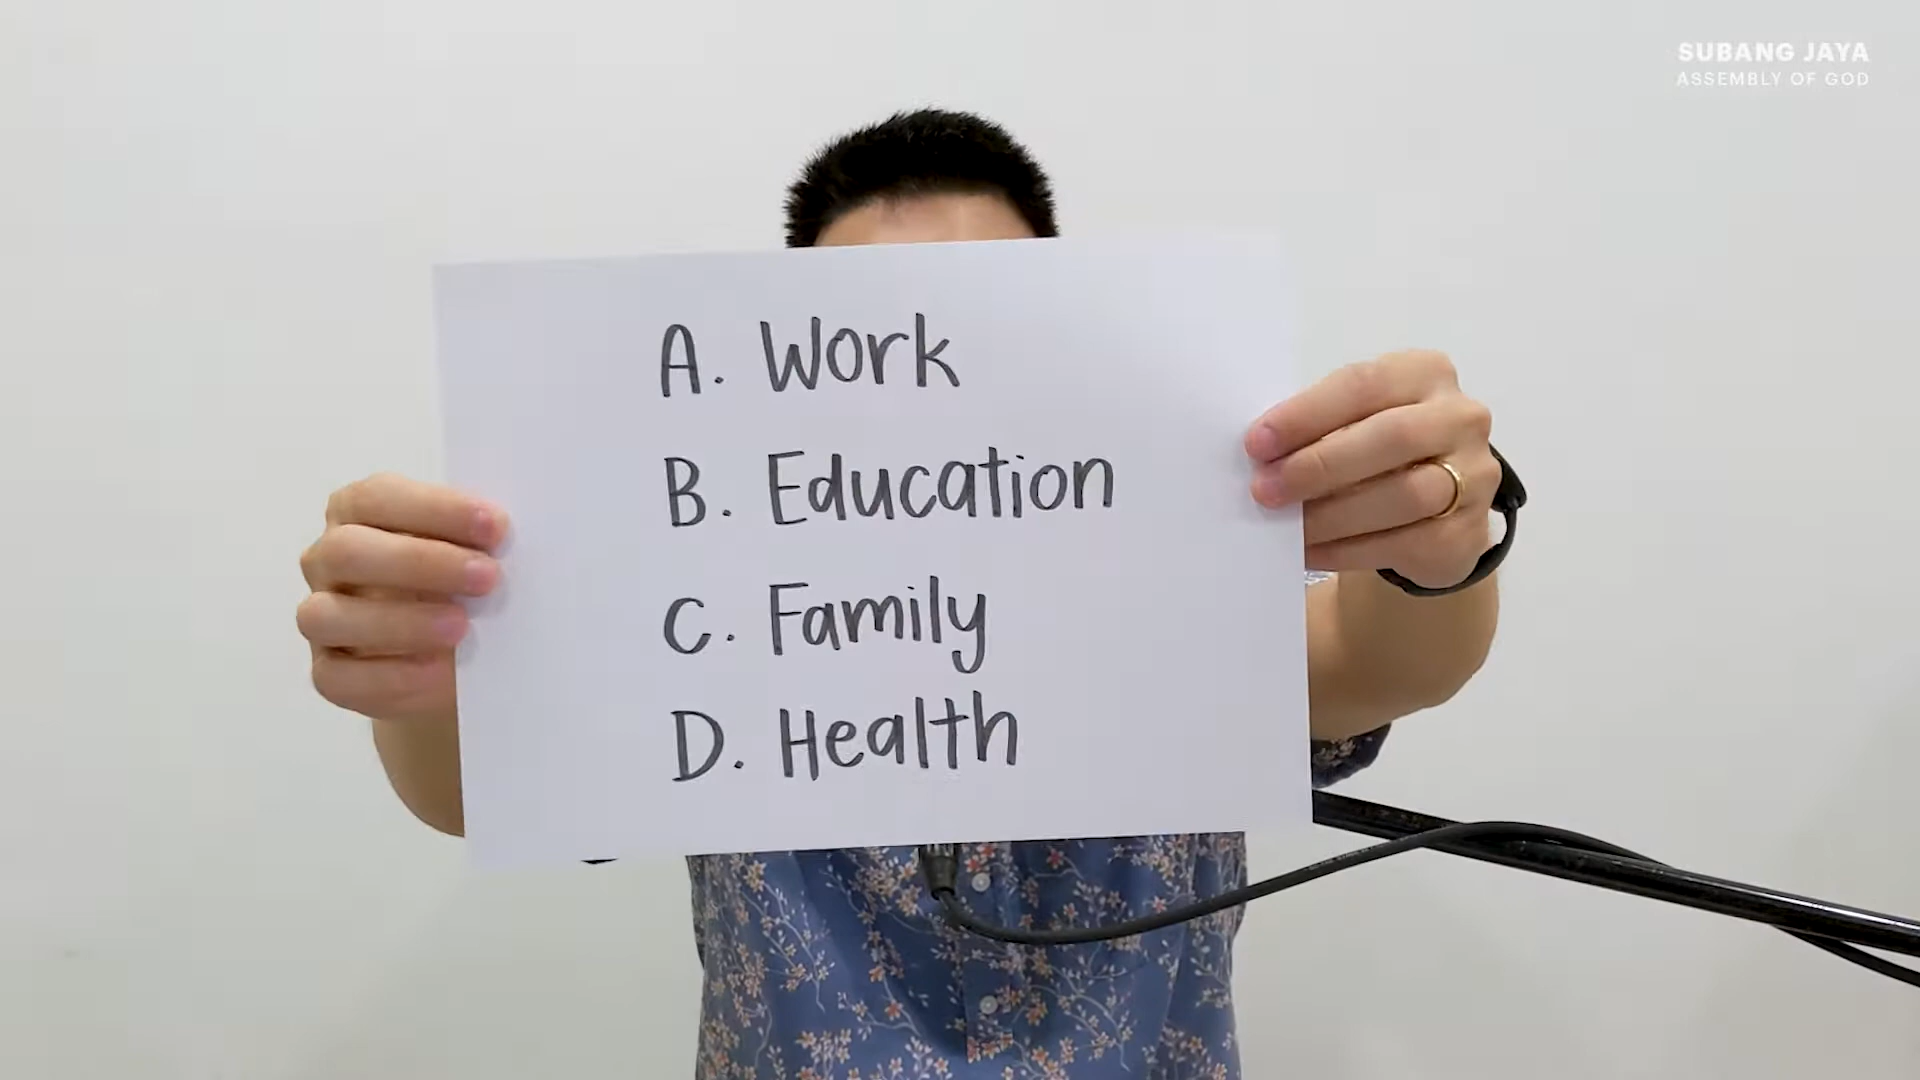 SUBANG JAYA
ASSEMBLY OF GOD
A. Work
B. Education
C. Family
D. Health